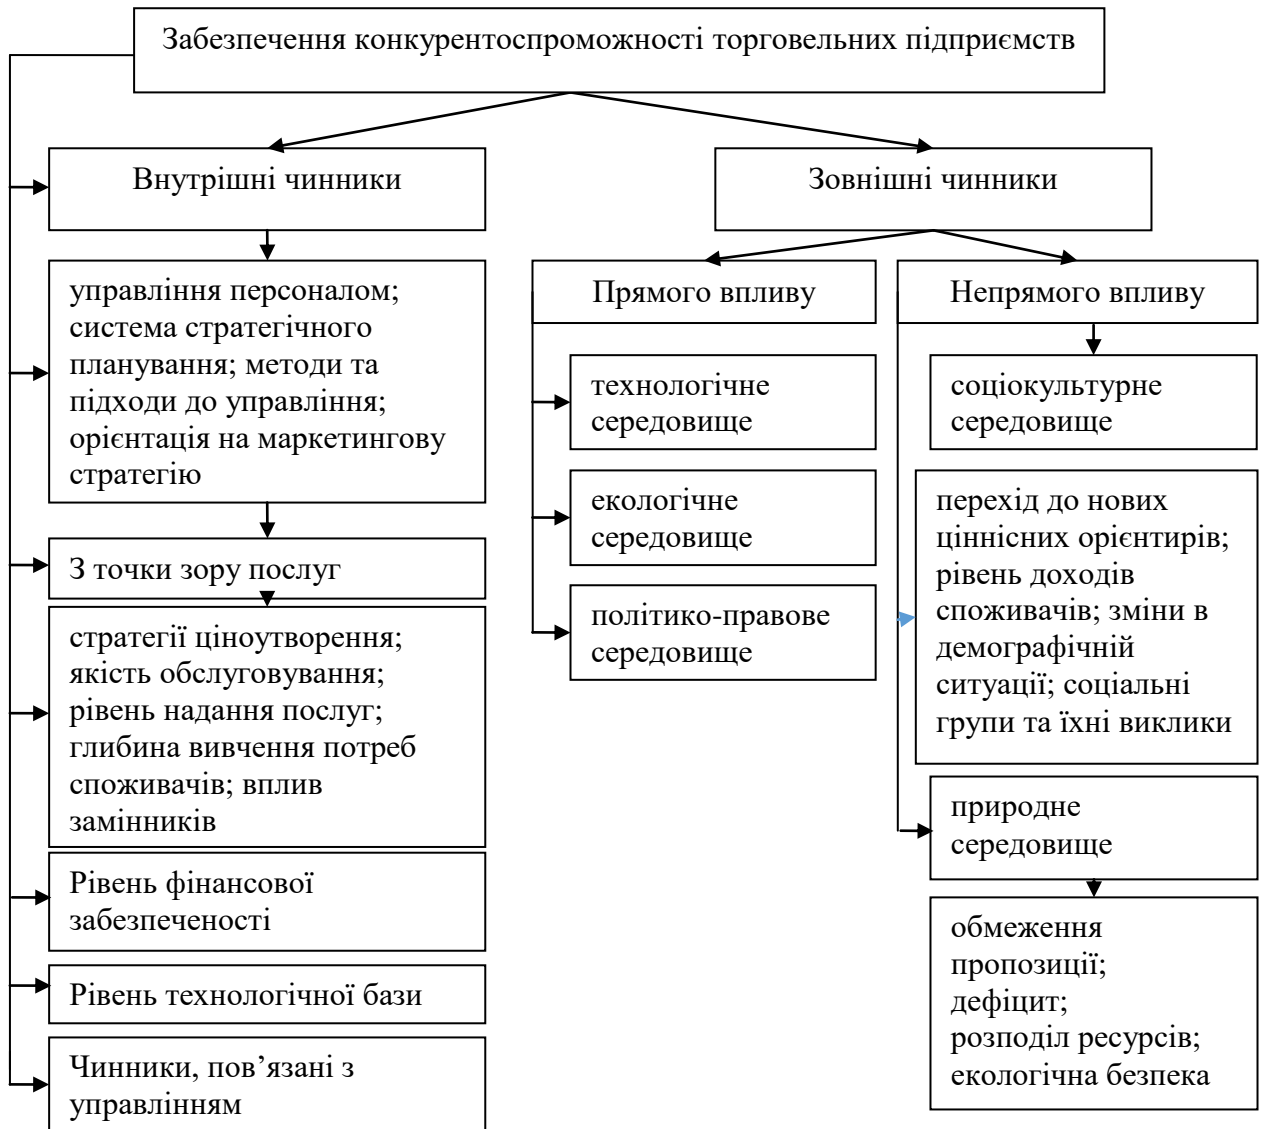 Забезпечення конкурентоспроможності торговельних підприємств
Внутрішні чинники
управління персоналом;
система стратегічного
планування; методи та
підходи до управління;
орієнтація на маркетингову
стратегію
З точки зору послуг
стратегії ціноутворення;
якість обслуговування;
рівень надання послуг;
глибина вивчення потреб
споживачів; вплив
замінників
Рівень фінансової
забезпеченості
Рівень технологічної бази
Чинники, пов’язані з
управлінням
Зовнішні чинники
Прямого впливу
технологічне
середовище
екологічне
середовище
політико-правове
середовище
Непрямого впливу
соціокультурне
середовище
перехід до нових
ціннісних орієнтирів;
рівень доходів
споживачів; зміни в
демографічній
ситуації; соціальні
групи та їхні виклики
природне
середовище
обмеження
пропозиції;
дефіцит;
розподіл ресурсів;
екологічна безпека